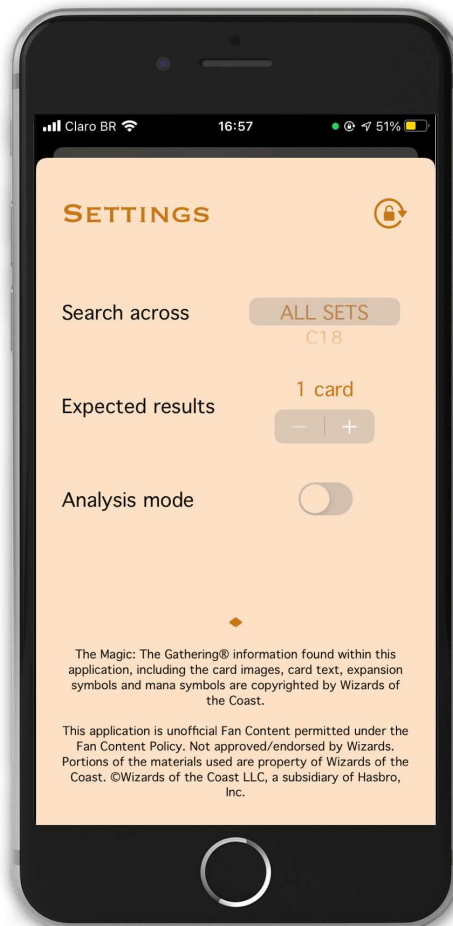 Claro BR 16:57 51%
SETTINGS
Search across ALL SETS
C18
1 card
Expected results
− | +
Analysis mode
The Magic: The Gathering® information found within this
application, including the card images, card text, expansion
symbols and mana symbols are copyrighted by Wizards of
the Coast.
This application is unofficial Fan Content permitted under the
Fan Content Policy. Not approved/endorsed by Wizards.
Portions of the materials used are property of Wizards of the
Coast. ©Wizards of the Coast LLC, a subsidiary of Hasbro,
Inc.